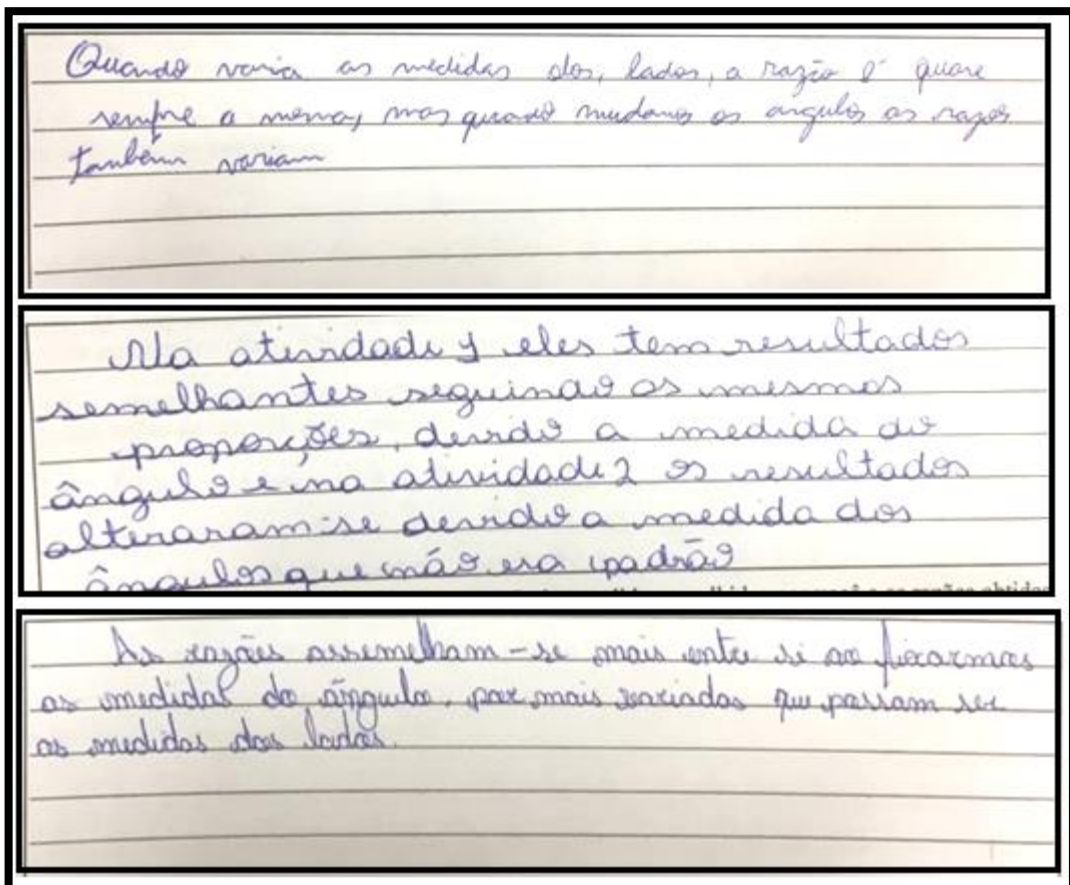 Quando varia as medidas dos, lados, a razão é quase
sempre a mesma, mas quando mudamos os angulos as razões
também variam
Na atividade 1 eles tem resultados
semelhantes seguindo as mesmas
proporções, devido a medida do
ângulo e na atividade 2 os resultados
alteraram-se devido a medida dos
ângulos que não era padrão
As razões assemelham-se mais entre si ao fixarmos
as medidas do ângulo, por mais variadas que possam ser
as medidas dos lados.